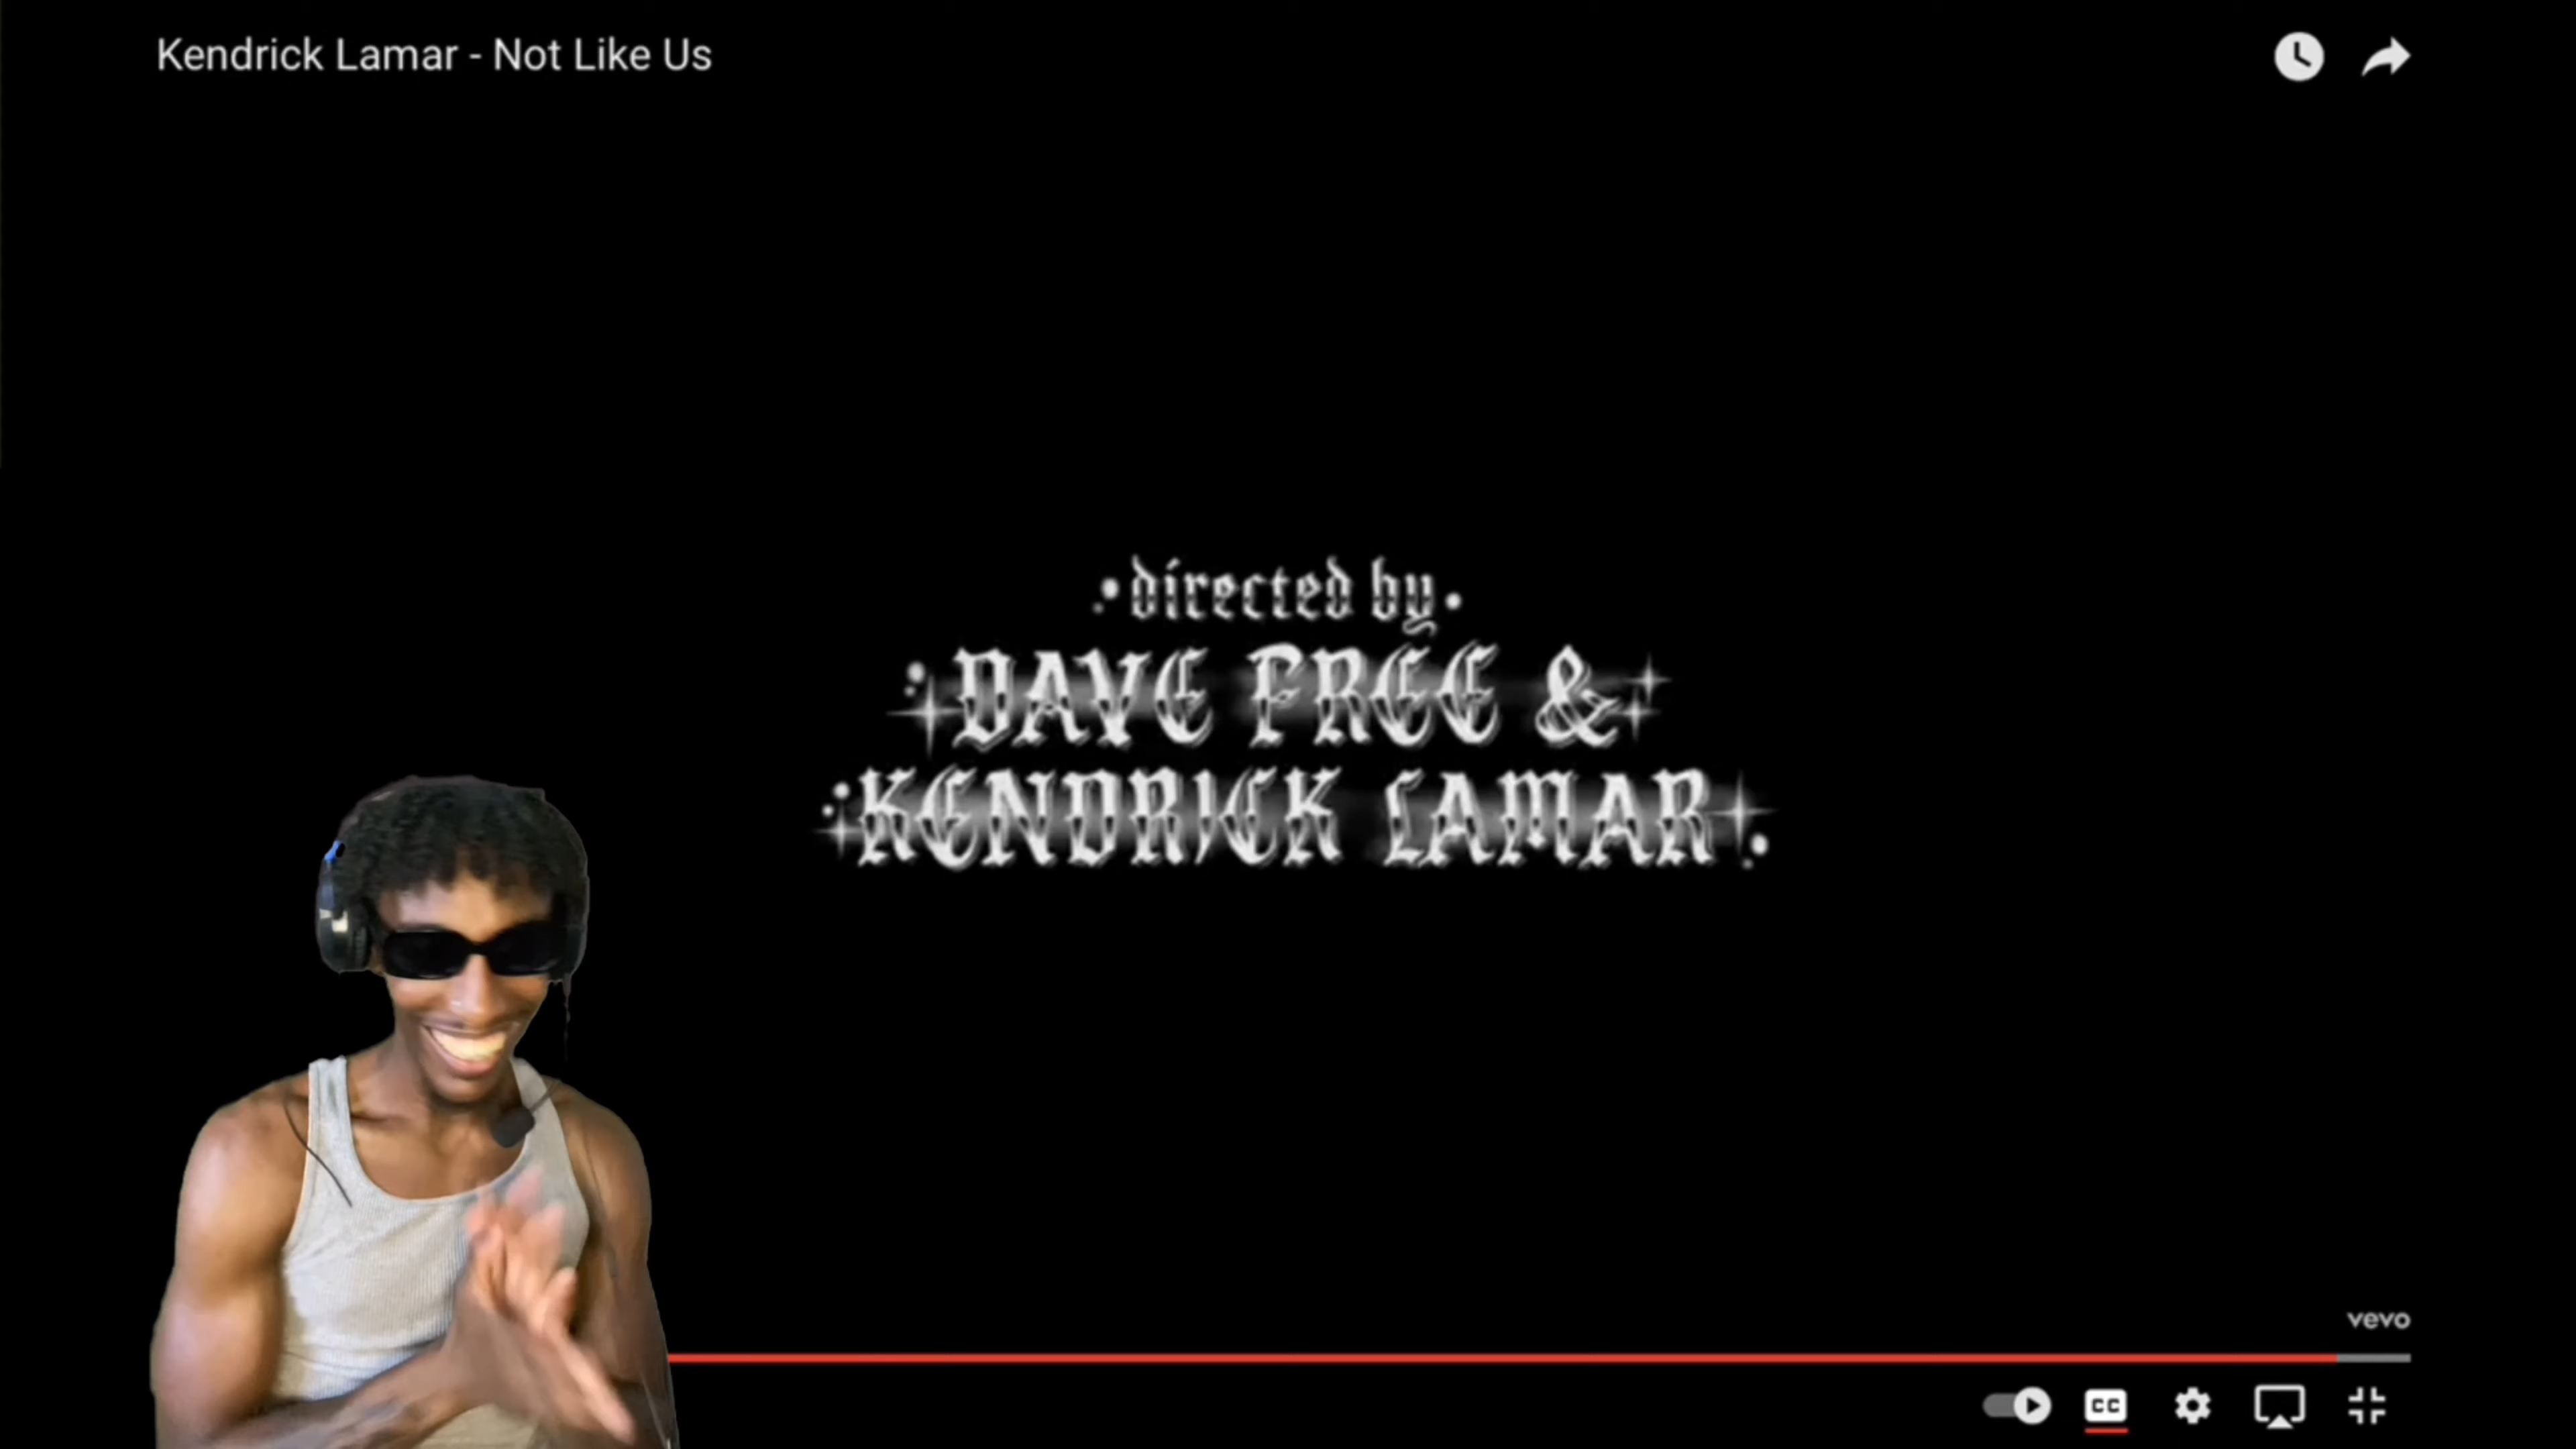 Kendrick Lamar - Not Like Us
directed by
DAVE FREE &
KENDRICK LAMAR
vevo
CC